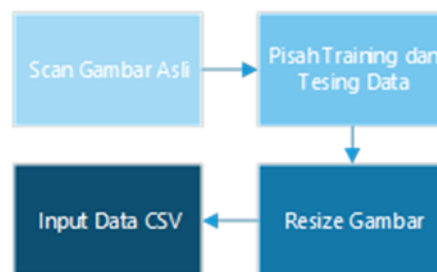 Scan Gambar Asli
Pisah Training dan
Tesing Data
Resize Gambar
Input Data CSV